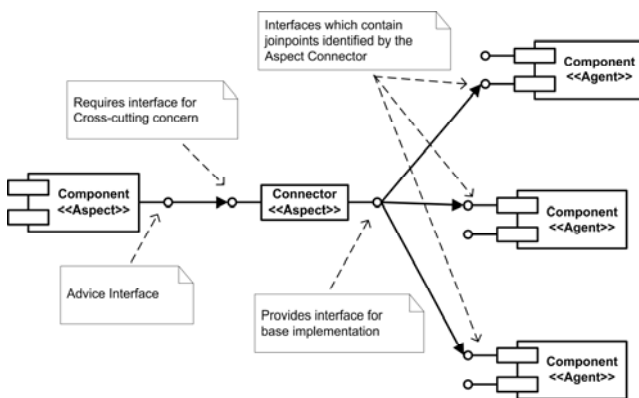 Interfaces which contain
joinpoints identified by the
Aspect Connector
Component
<<Agent>>
Requires interface for
Cross-cutting concern
Component
<<Aspect>>
Connector
<<Aspect>>
Component
<<Agent>>
Advice Interface
Provides interface for
base implementation
Component
<<Agent>>